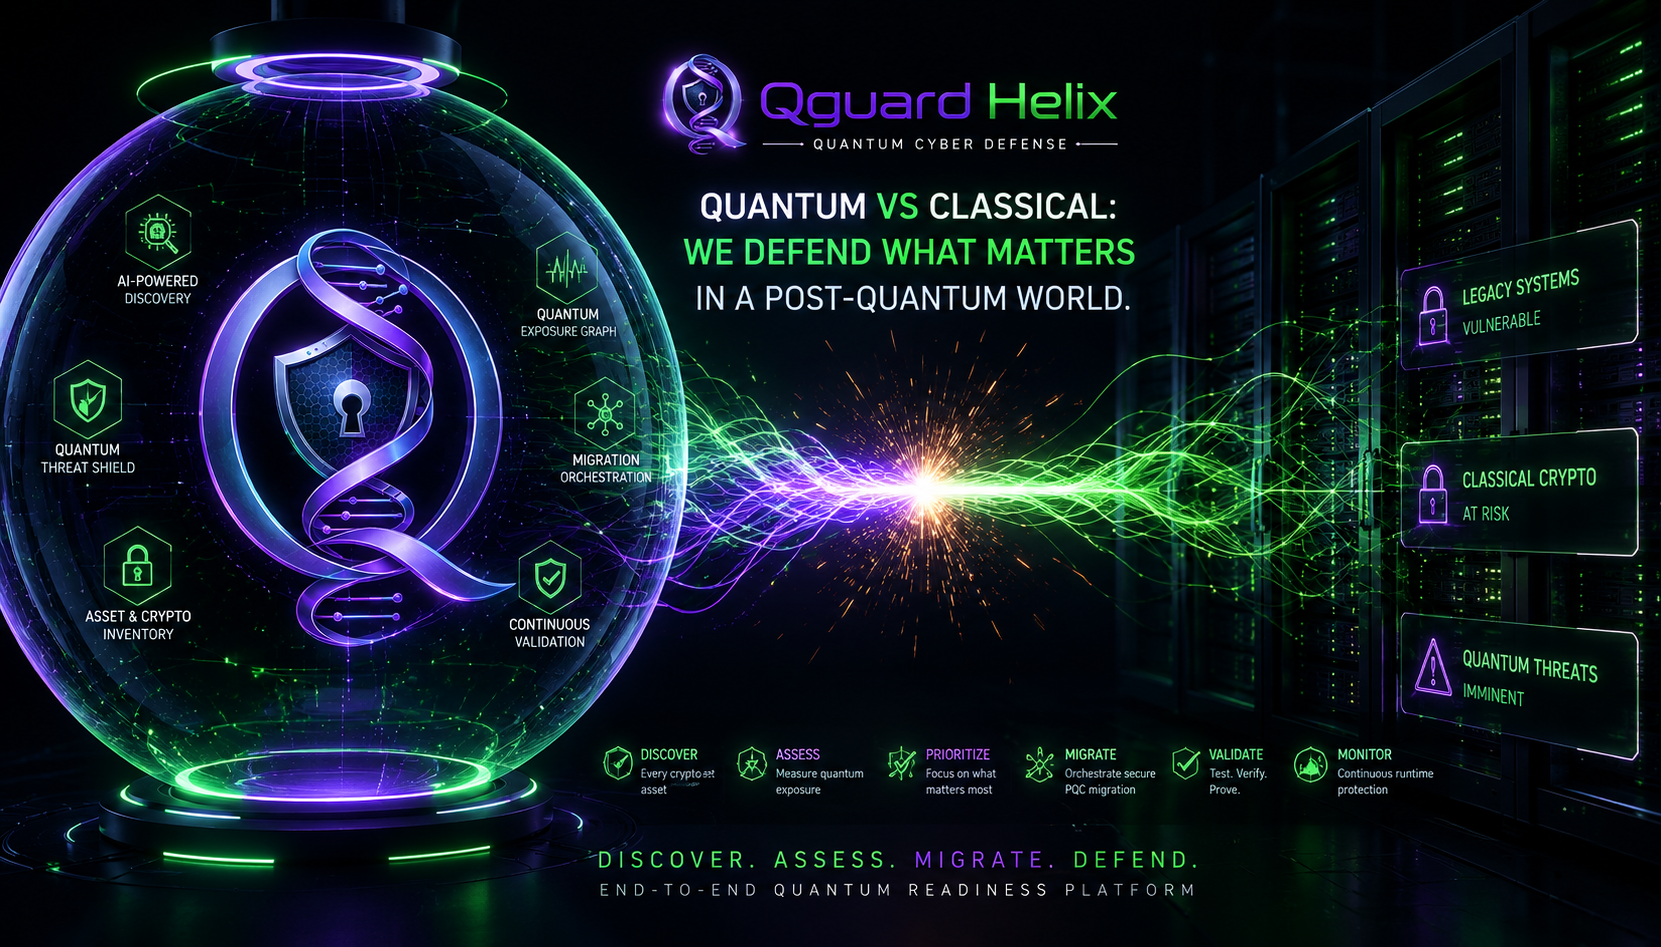 Qguard Helix
QUANTUM CYBER DEFENSE
QUANTUM VS CLASSICAL:
WE DEFEND WHAT MATTERS
IN A POST-QUANTUM WORLD.
AI-POWERED
DISCOVERY
QUANTUM
THREAT SHIELD
ASSET & CRYPTO
INVENTORY
QUANTUM
EXPOSURE GRAPH
MIGRATION
ORCHESTRATION
CONTINUOUS
VALIDATION
LEGACY SYSTEMS
VULNERABLE
CLASSICAL CRYPTO
AT RISK
QUANTUM THREATS
IMMINENT
DISCOVER
Every crypto
asset
ASSESS
Measure quantum
exposure
PRIORITIZE
Focus on what
matters most
MIGRATE
Orchestrate secure
PQC migration
VALIDATE
Test. Verify.
Prove.
MONITOR
Continuous runtime
protection
DISCOVER. ASSESS. MIGRATE. DEFEND.
END-TO-END QUANTUM READINESS PLATFORM